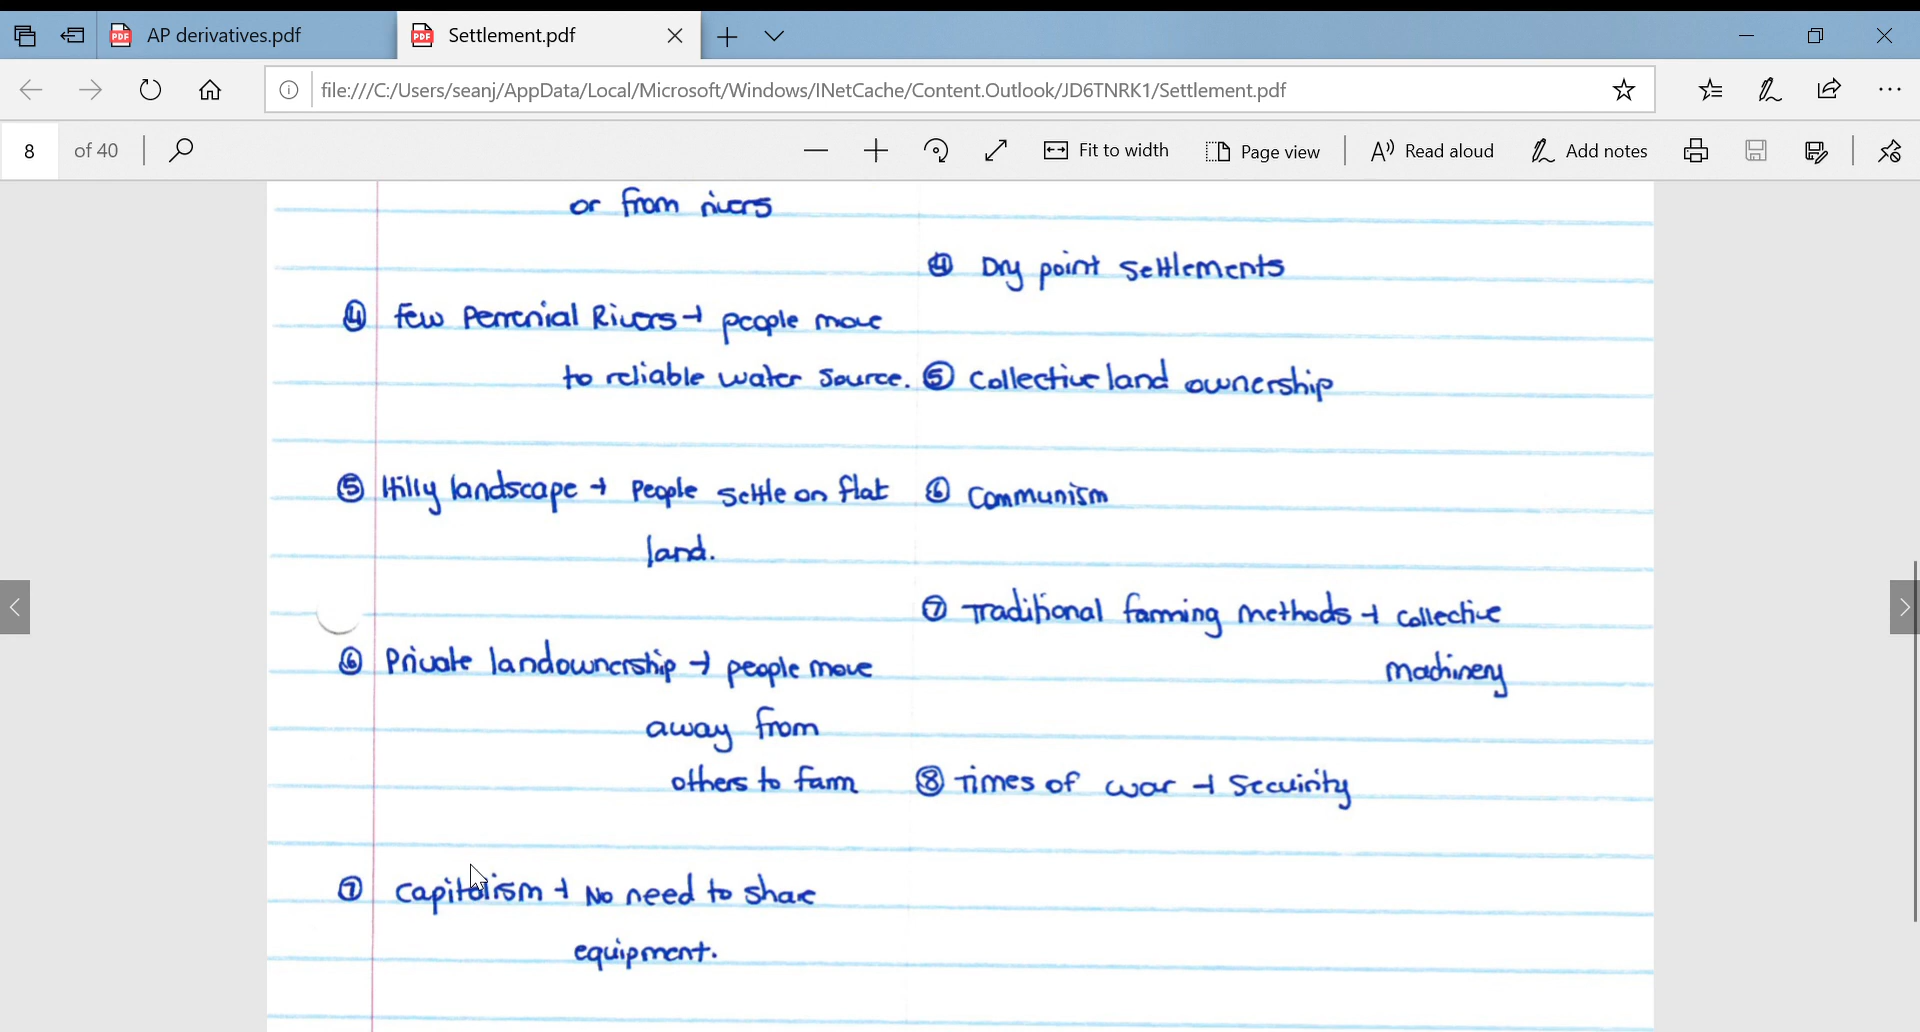 AP derivatives.pdf
Settlement.pdf
file:///C:/Users/seanj/AppData/Local/Microsoft/Windows/INetCache/Content.Outlook/JD6TNRK1/Settlement.pdf
8 of 40
Fit to width
Page view
Read aloud
Add notes
or from rivers
④ few Perrenial Rivers → people move
to reliable water source.
⑤ Hilly landscape → People settle on flat
land.
⑥ Private landownership → people move
away from
others to farm
⑦ capitalism → No need to share
equipment.
④ Dry point settlements
⑤ collective land ownership
⑥ communism
⑦ Traditional farming methods → collective
machinery
⑧ Times of war → Secuirity